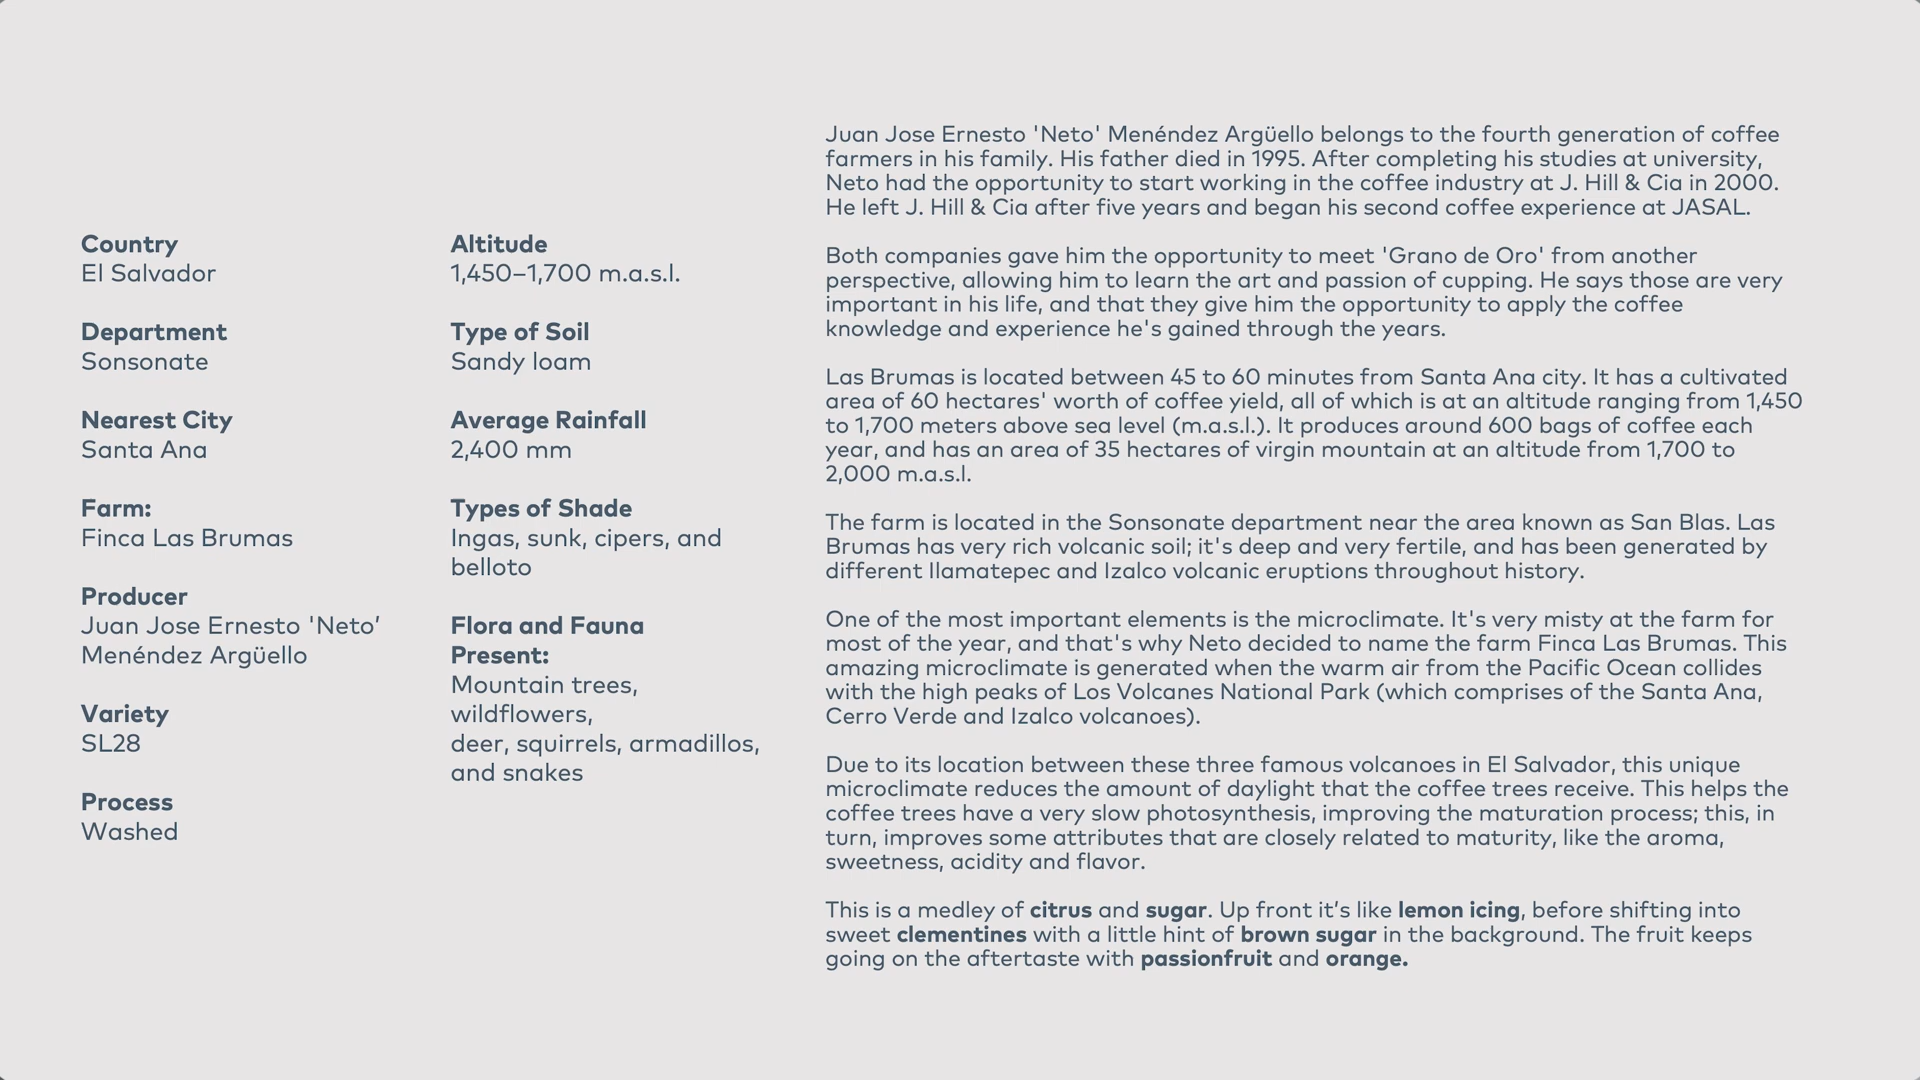 Country
El Salvador
Department
Sonsonate
Nearest City
Santa Ana
Farm:
Finca Las Brumas
Producer
Juan Jose Ernesto 'Neto’
Menéndez Argüello
Variety
SL28
Process
Washed
Altitude
1,450–1,700 m.a.s.l.
Type of Soil
Sandy loam
Average Rainfall
2,400 mm
Types of Shade
Ingas, sunk, cipers, and
belloto
Flora and Fauna
Present:
Mountain trees,
wildflowers,
deer, squirrels, armadillos,
and snakes
Juan Jose Ernesto 'Neto' Menéndez Argüello belongs to the fourth generation of coffee
farmers in his family. His father died in 1995. After completing his studies at university,
Neto had the opportunity to start working in the coffee industry at J. Hill & Cia in 2000.
He left J. Hill & Cia after five years and began his second coffee experience at JASAL.
Both companies gave him the opportunity to meet 'Grano de Oro' from another
perspective, allowing him to learn the art and passion of cupping. He says those are very
important in his life, and that they give him the opportunity to apply the coffee
knowledge and experience he's gained through the years.
Las Brumas is located between 45 to 60 minutes from Santa Ana city. It has a cultivated
area of 60 hectares' worth of coffee yield, all of which is at an altitude ranging from 1,450
to 1,700 meters above sea level (m.a.s.l.). It produces around 600 bags of coffee each
year, and has an area of 35 hectares of virgin mountain at an altitude from 1,700 to
2,000 m.a.s.l.
The farm is located in the Sonsonate department near the area known as San Blas. Las
Brumas has very rich volcanic soil; it's deep and very fertile, and has been generated by
different Ilamatepec and Izalco volcanic eruptions throughout history.
One of the most important elements is the microclimate. It's very misty at the farm for
most of the year, and that's why Neto decided to name the farm Finca Las Brumas. This
amazing microclimate is generated when the warm air from the Pacific Ocean collides
with the high peaks of Los Volcanes National Park (which comprises of the Santa Ana,
Cerro Verde and Izalco volcanoes).
Due to its location between these three famous volcanoes in El Salvador, this unique
microclimate reduces the amount of daylight that the coffee trees receive. This helps the
coffee trees have a very slow photosynthesis, improving the maturation process; this, in
turn, improves some attributes that are closely related to maturity, like the aroma,
sweetness, acidity and flavor.
This is a medley of citrus and sugar. Up front it’s like lemon icing, before shifting into
sweet clementines with a little hint of brown sugar in the background. The fruit keeps
going on the aftertaste with passionfruit and orange.